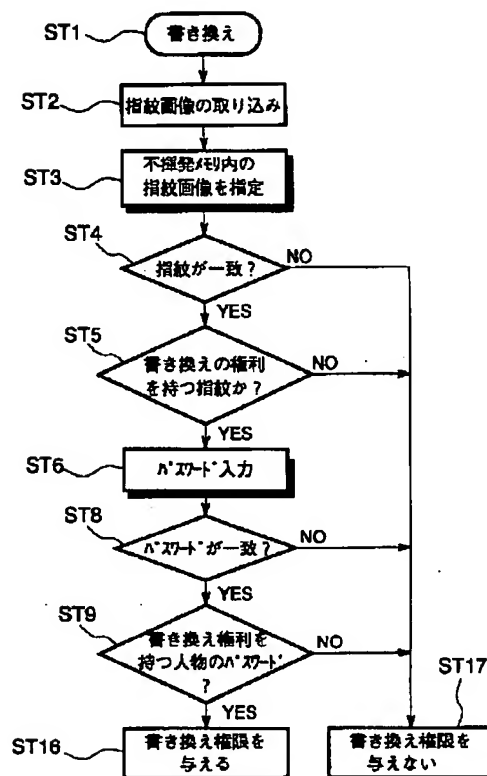 ST1
書き換え
ST2
指紋画像の取り込み
ST3
不揮発メモリ内の
指紋画像を指定
ST4
指紋が一致?
NO
YES
ST5
書き換えの権利
を持つ指紋か?
NO
YES
ST6
パスワード入力
ST8
パスワードが一致?
NO
YES
ST9
書き換え権利を
持つ人物のパスワード
?
NO
YES
ST16
書き換え権限を
与える
ST17
書き換え権限を
与えない